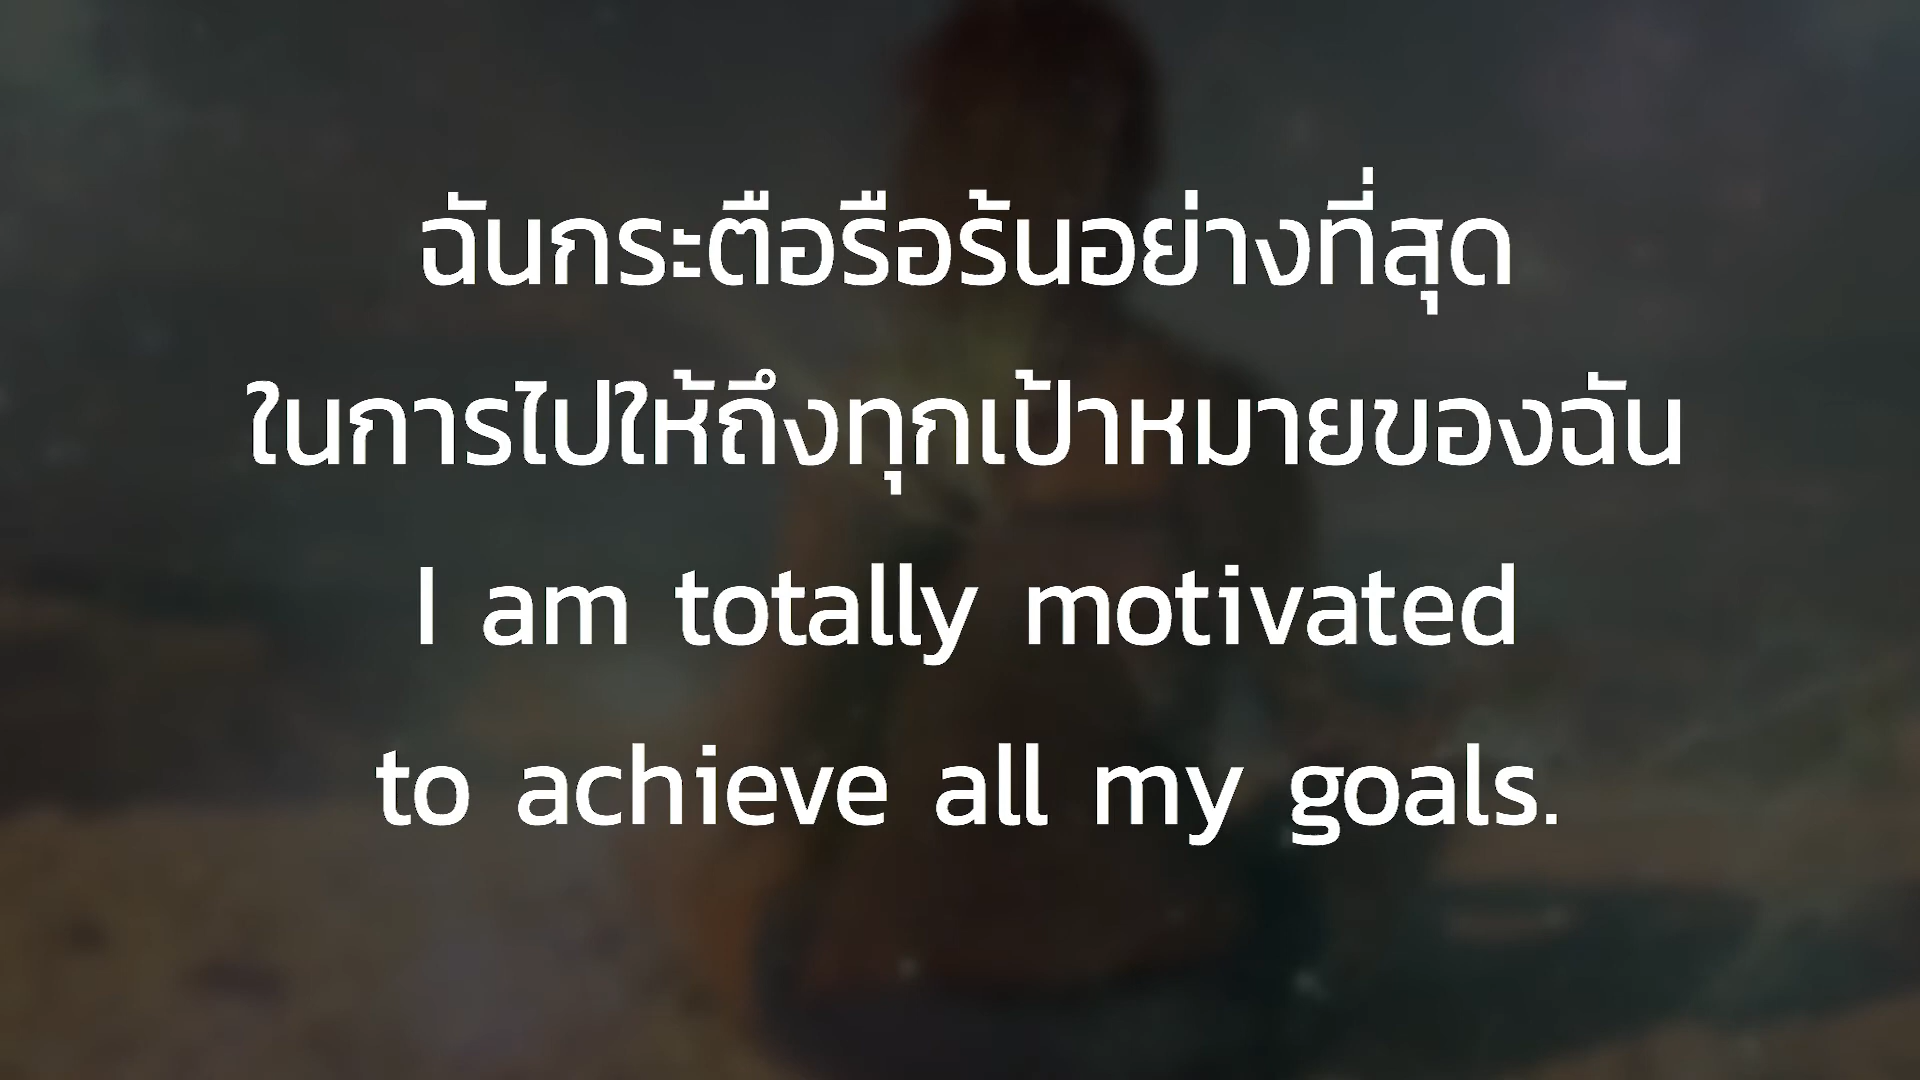 ฉันกระตือรือร้นอย่างที่สุด
ในการไปให้ถึงทุกเป้าหมายของฉัน
I am totally motivated
to achieve all my goals.